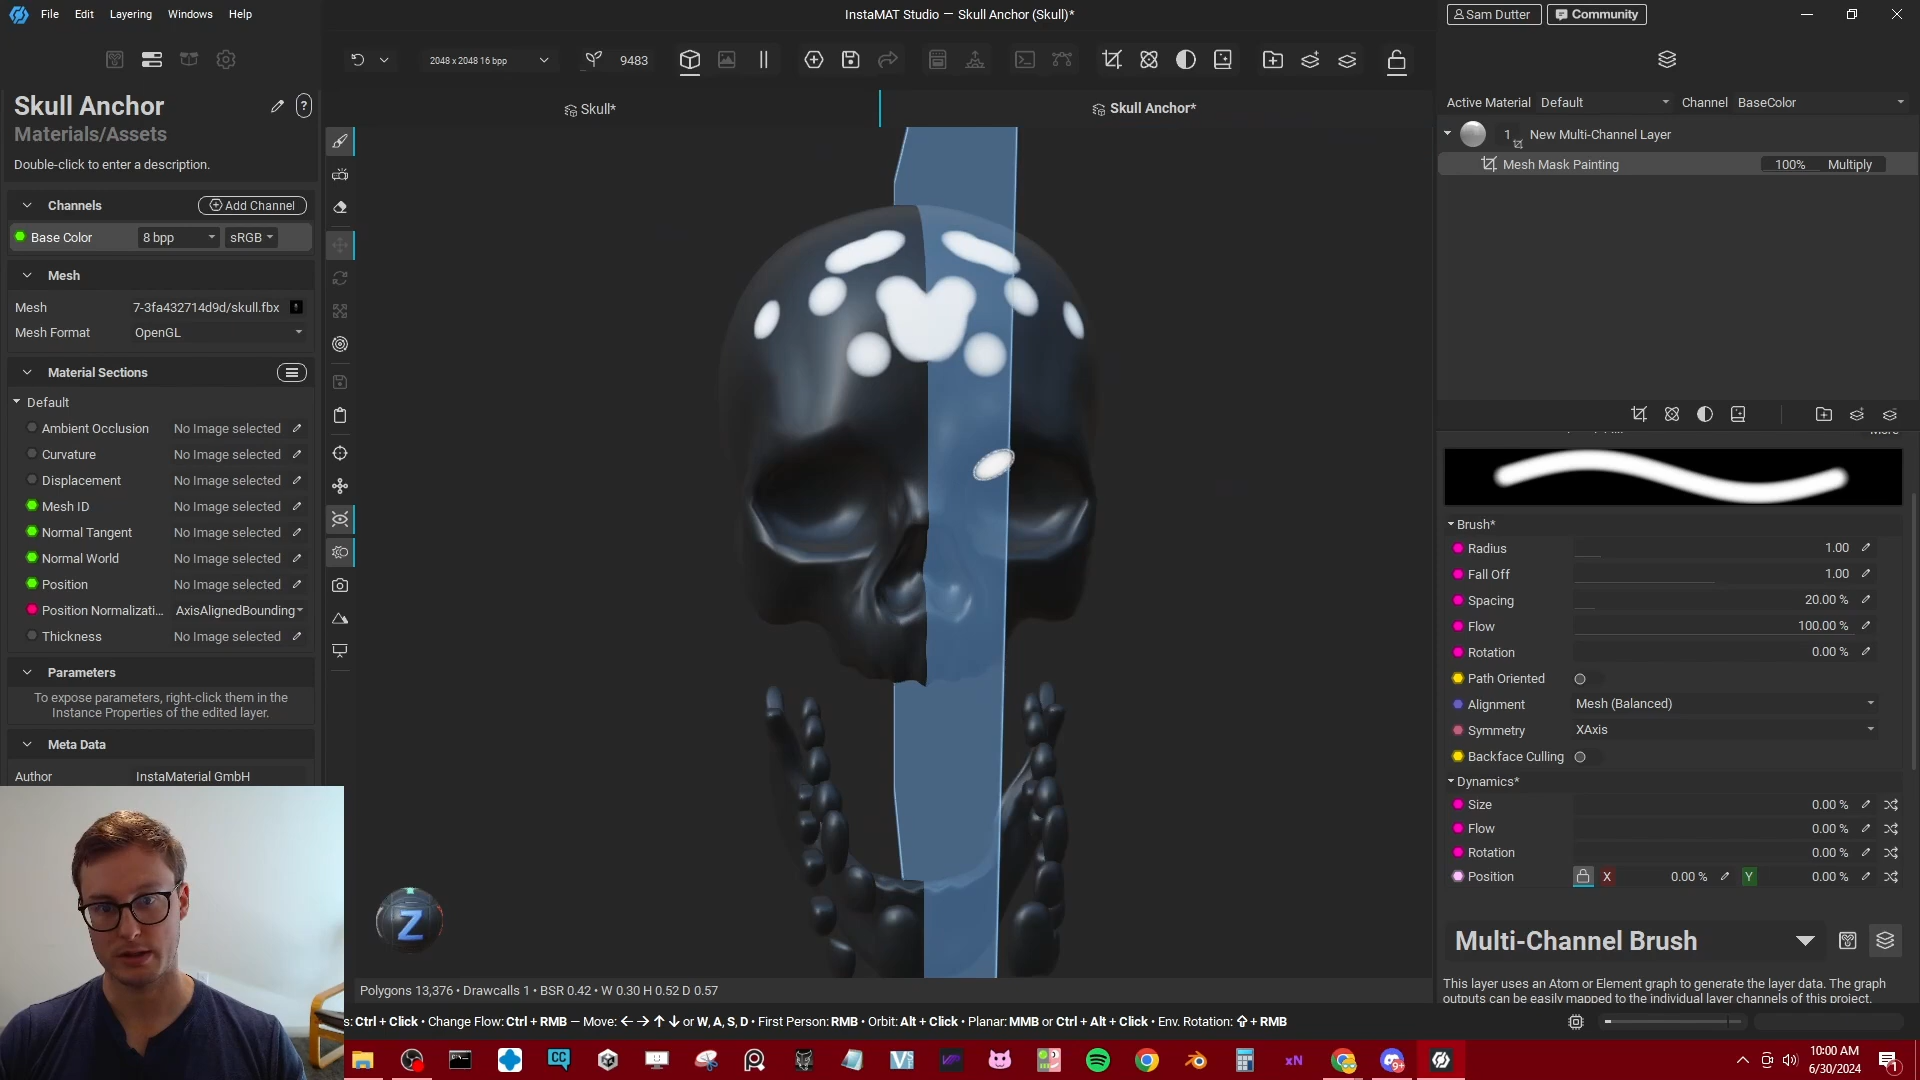 File Edit Layering Windows Help
InstaMAT Studio — Skull Anchor (Skull)*
Sam Dutter
Community
2048 x 2048 16 bpp
9483
Skull*
Skull Anchor*
Skull Anchor
?
Materials/Assets
Double-click to enter a description.
Channels
Add Channel
Base Color 8 bpp sRGB
Mesh
Mesh 7-3fa432714d9d/skull.fbx
Mesh Format OpenGL
Material Sections
Default
Ambient Occlusion No Image selected
Curvature No Image selected
Displacement No Image selected
Mesh ID No Image selected
Normal Tangent No Image selected
Normal World No Image selected
Position No Image selected
Position Normalizati... AxisAlignedBounding
Thickness No Image selected
Parameters
To expose parameters, right-click them in the
Instance Properties of the edited layer.
Meta Data
Author InstaMaterial GmbH
Z
Polygons 13,376 • Drawcalls 1 • BSR 0.42 • W 0.30 H 0.52 D 0.57
s: Ctrl + Click • Change Flow: Ctrl + RMB — Move: ← → ↑ ↓ or W, A, S, D • First Person: RMB • Orbit: Alt + Click • Planar: MMB or Ctrl + Alt + Click • Env. Rotation: ⇧ + RMB
Active Material Default Channel BaseColor
1 New Multi-Channel Layer
Mesh Mask Painting 100% Multiply
Brush*
Radius 1.00
Fall Off 1.00
Spacing 20.00 %
Flow 100.00 %
Rotation 0.00 %
Path Oriented
Alignment Mesh (Balanced)
Symmetry XAxis
Backface Culling
Dynamics*
Size 0.00 %
Flow 0.00 %
Rotation 0.00 %
Position X 0.00 % Y 0.00 %
Multi-Channel Brush
This layer uses an Atom or Element graph to generate the layer data. The graph
outputs can be easily mapped to the individual layer channels of this project.
CC
xN
9+
10:00 AM
6/30/2024
1